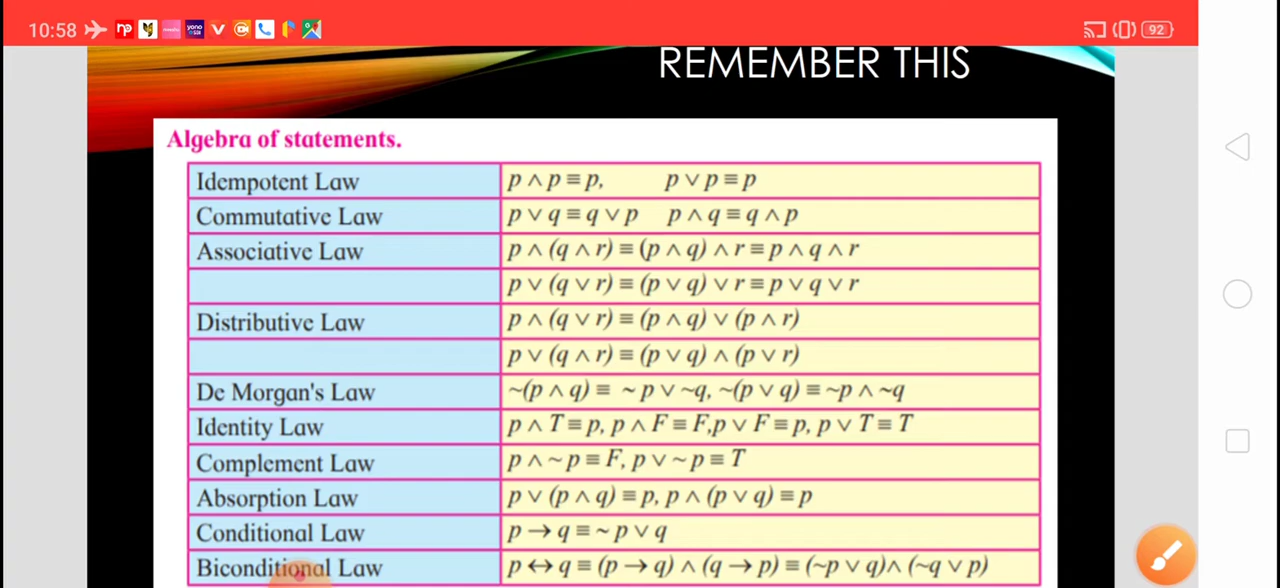 10:58
92
REMEMBER THIS
Algebra of statements.
Idempotent Law p ∧ p ≡ p, p ∨ p ≡ p
Commutative Law p ∨ q ≡ q ∨ p p ∧ q ≡ q ∧ p
Associative Law p ∧ (q ∧ r) ≡ (p ∧ q) ∧ r ≡ p ∧ q ∧ r
p ∨ (q ∨ r) ≡ (p ∨ q) ∨ r ≡ p ∨ q ∨ r
Distributive Law p ∧ (q ∨ r) ≡ (p ∧ q) ∨ (p ∧ r)
p ∨ (q ∧ r) ≡ (p ∨ q) ∧ (p ∨ r)
De Morgan's Law ~(p ∧ q) ≡ ~ p ∨ ~q, ~(p ∨ q) ≡ ~p ∧ ~q
Identity Law p ∧ T ≡ p, p ∧ F ≡ F, p ∨ F ≡ p, p ∨ T ≡ T
Complement Law p ∧ ~ p ≡ F, p ∨ ~ p ≡ T
Absorption Law p ∨ (p ∧ q) ≡ p, p ∧ (p ∨ q) ≡ p
Conditional Law p → q ≡ ~ p ∨ q
Biconditional Law p ↔ q ≡ (p → q) ∧ (q → p) ≡ (~p ∨ q) ∧ (~q ∨ p)